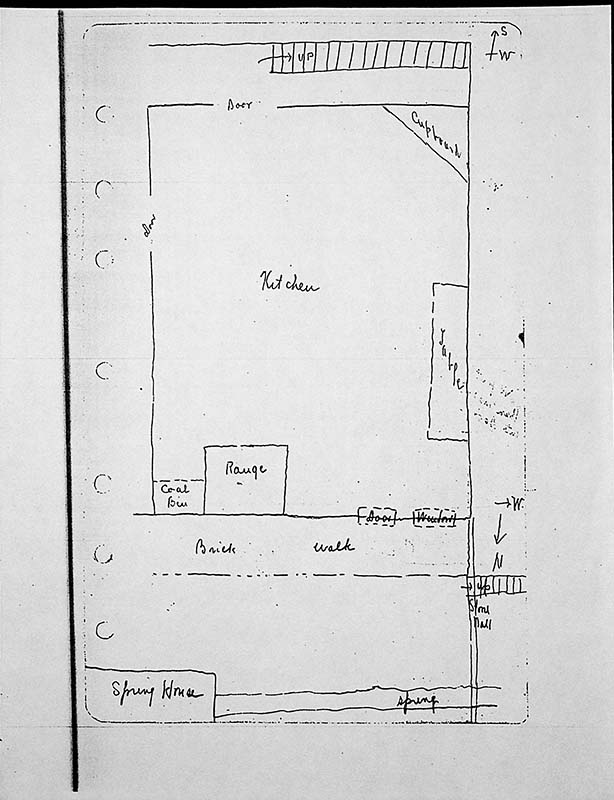 S
UP
W
Door
Cupboard
Door
Kitchen
Table
Range
Coal
Bin
W
Door
Window
Brick walk
N
up
Stone
Wall
Spring House
spring